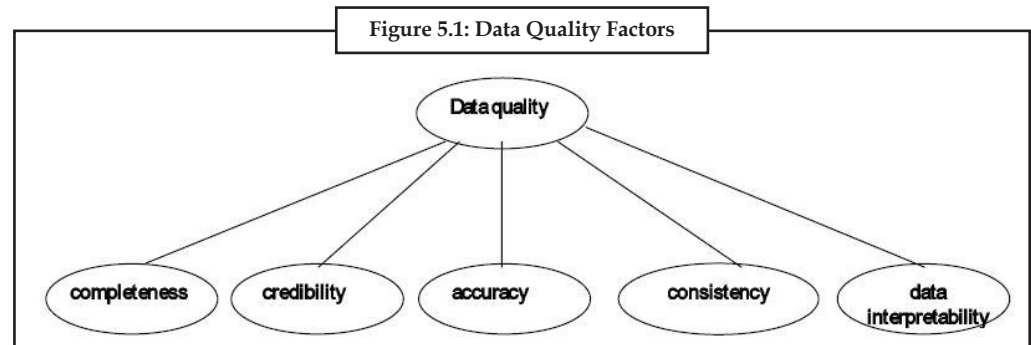 Figure 5.1: Data Quality Factors
Data quality
completeness
credibility
accuracy
consistency
data
interpretability